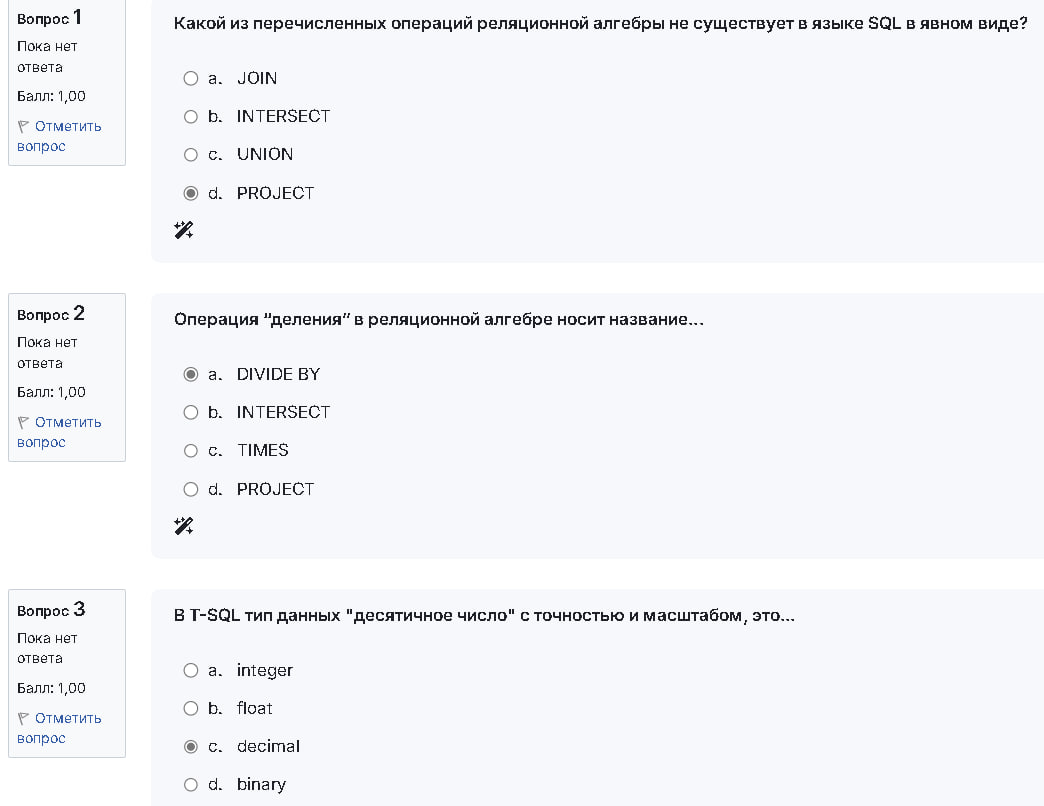 Вопрос 1
Пока нет
ответа
Балл: 1,00
Отметить
вопрос
Какой из перечисленных операций реляционной алгебры не существует в языке SQL в явном виде?
a. JOIN
b. INTERSECT
c. UNION
d. PROJECT
Вопрос 2
Пока нет
ответа
Балл: 1,00
Отметить
вопрос
Операция “деления” в реляционной алгебре носит название...
a. DIVIDE BY
b. INTERSECT
c. TIMES
d. PROJECT
Вопрос 3
Пока нет
ответа
Балл: 1,00
Отметить
вопрос
В T-SQL тип данных "десятичное число" с точностью и масштабом, это...
a. integer
b. float
c. decimal
d. binary